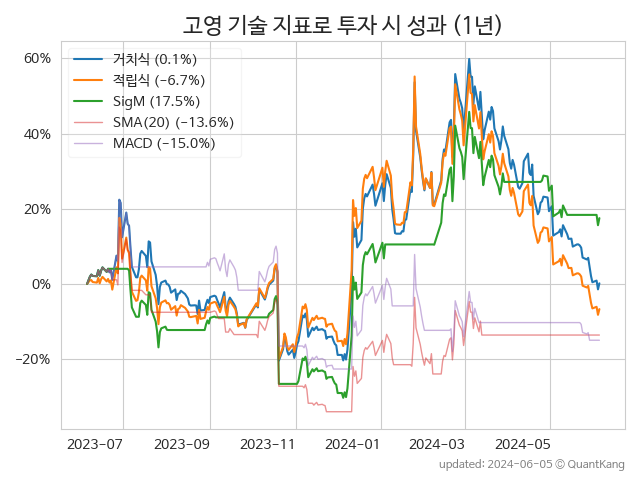 고영 기술 지표로 투자 시 성과 (1년)
60%
40%
20%
0%
−20%
거치식 (0.1%)
적립식 (−6.7%)
SigM (17.5%)
SMA(20) (−13.6%)
MACD (−15.0%)
2023-07 2023-09 2023-11 2024-01 2024-03 2024-05
updated: 2024-06-05 © QuantKang